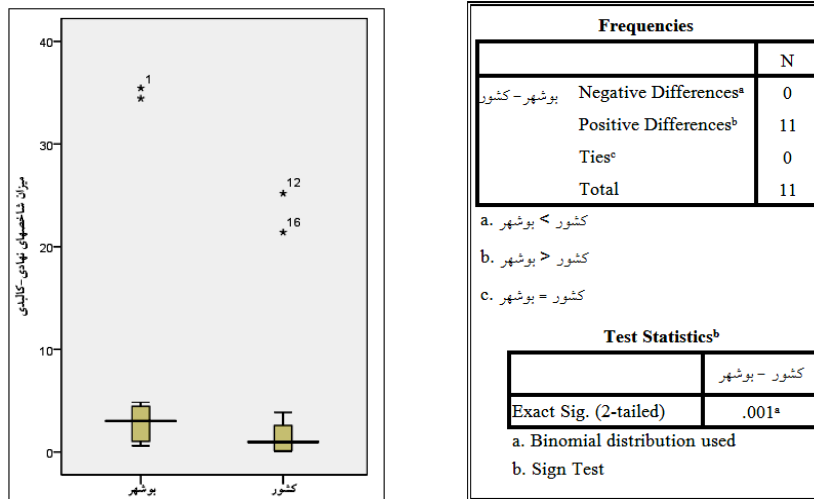 40
30
20
10
0
1
12
16
میزان شاخصهای نهادی-کالبدی
بوشهر
کشور
Frequencies
N
بوشهر - کشور Negative Differencesᵃ 0
Positive Differencesᵇ 11
Tiesᶜ 0
Total 11
a. کشور < بوشهر
b. کشور > بوشهر
c. کشور = بوشهر
Test Statisticsᵇ
کشور - بوشهر
Exact Sig. (2-tailed) .001ᵃ
a. Binomial distribution used
b. Sign Test